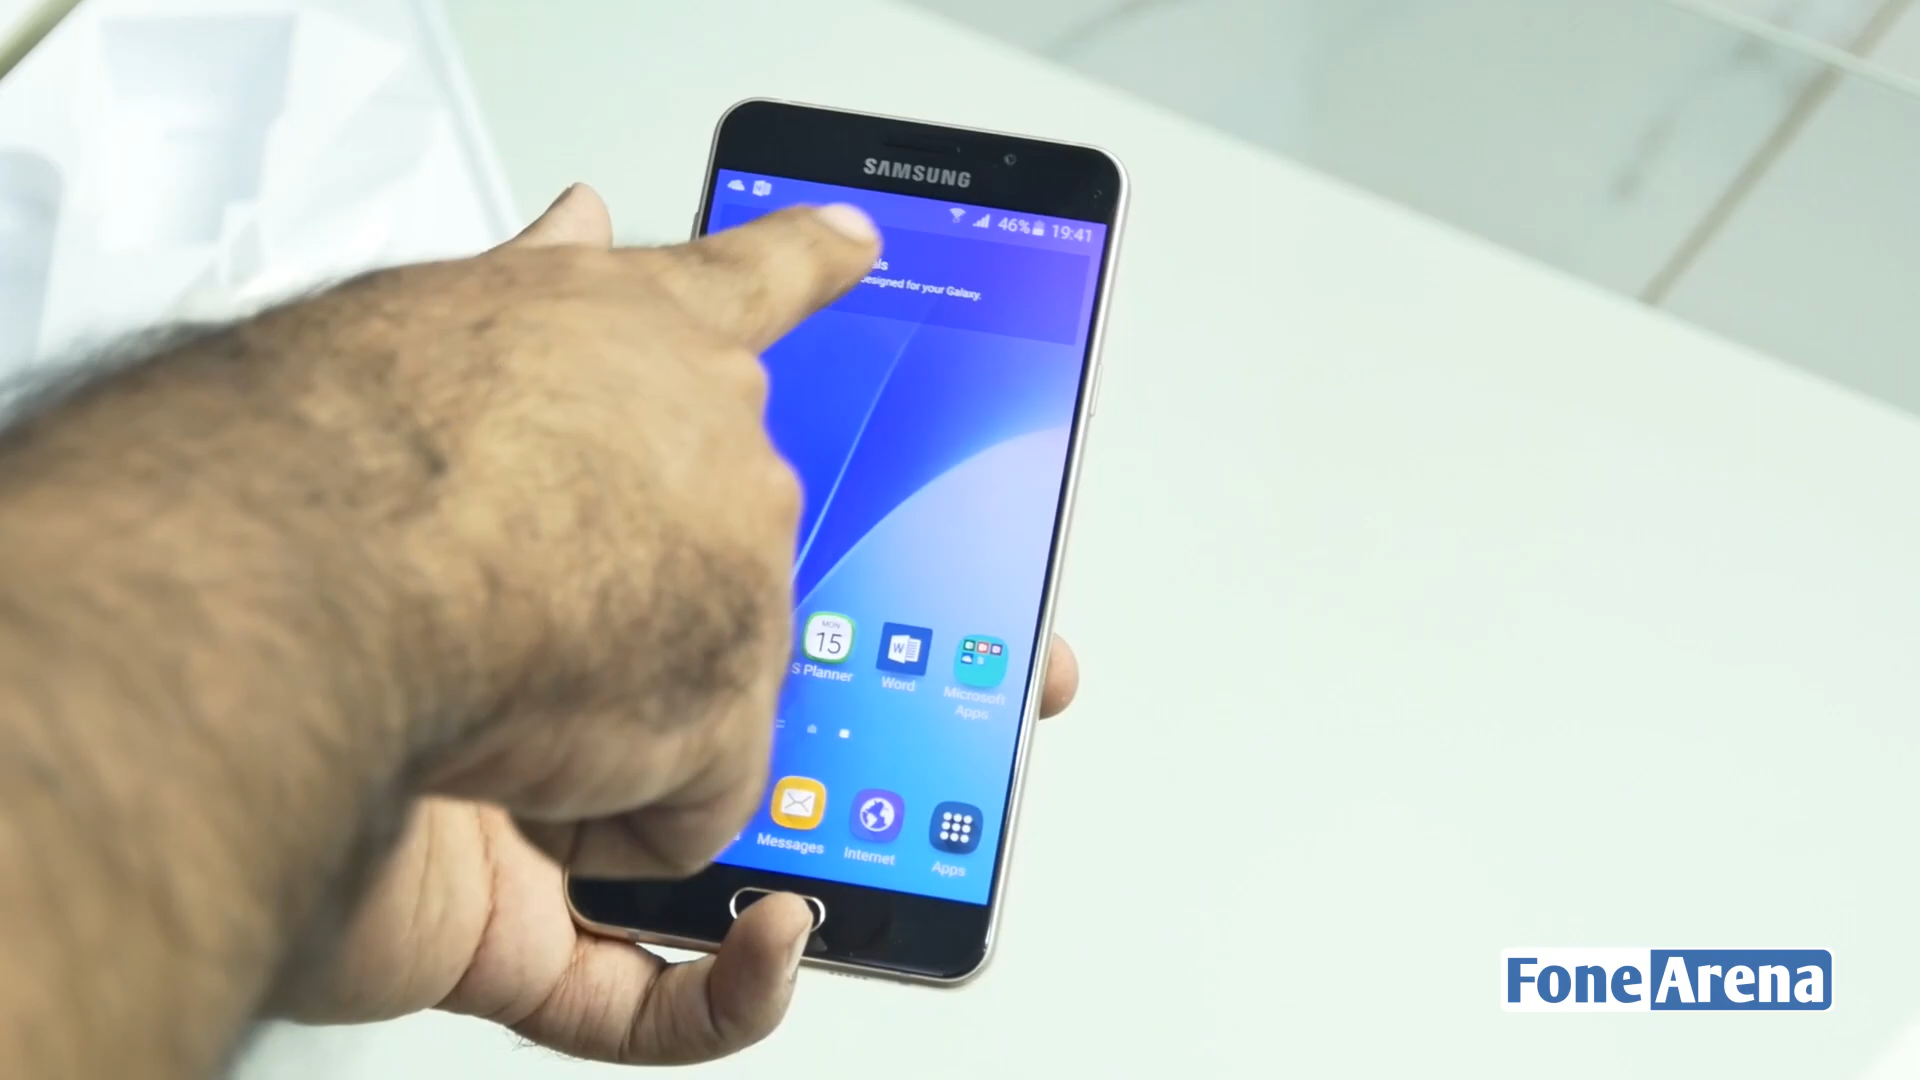 SAMSUNG
46% 19:41
designed for your Galaxy.
MON
15
S Planner
W
Word
Microsoft
Apps
Messages
Internet
Apps
FoneArena